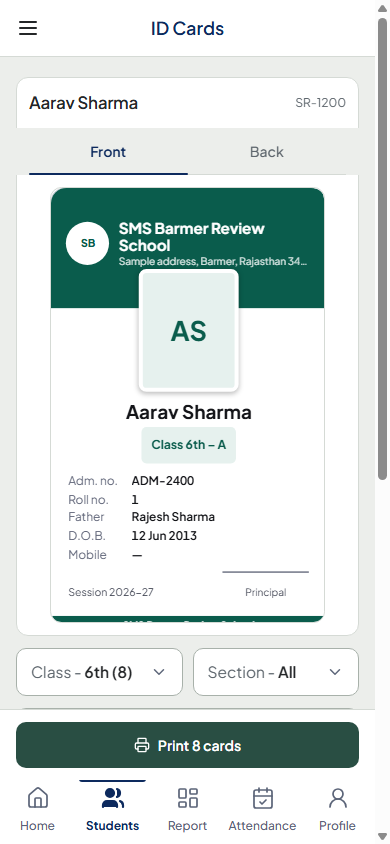 ID Cards
Aarav Sharma
SR-1200
Front
Back
SB
SMS Barmer Review
School
Sample address, Barmer, Rajasthan 34...
AS
Aarav Sharma
Class 6th – A
Adm. no. ADM-2400
Roll no. 1
Father Rajesh Sharma
D.O.B. 12 Jun 2013
Mobile —
Session 2026–27
Principal
Class - 6th (8)
Section - All
Print 8 cards
Home
Students
Report
Attendance
Profile